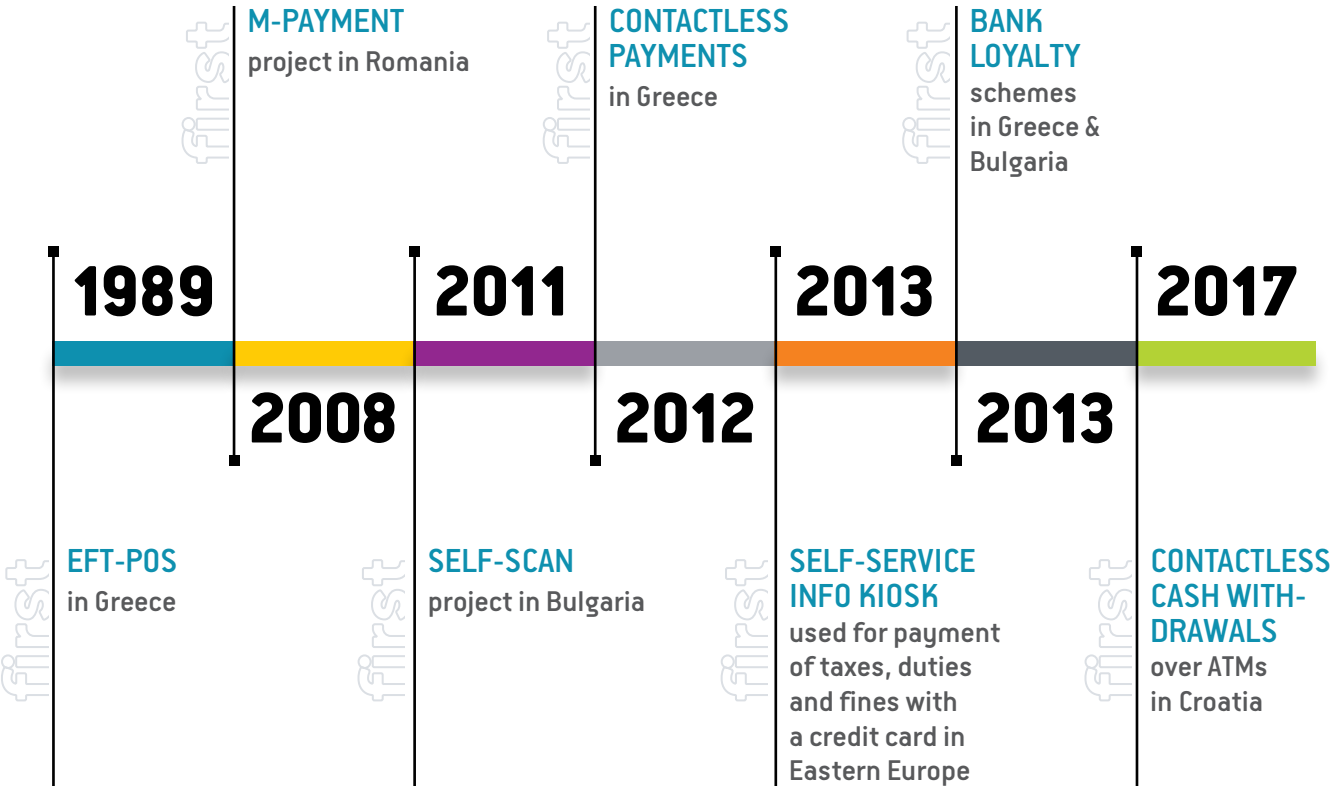 first
M-PAYMENT
project in Romania
first
CONTACTLESS
PAYMENTS
in Greece
first
BANK
LOYALTY
schemes
in Greece &
Bulgaria
1989
2011
2013
2017
2008
2012
2013
first
EFT-POS
in Greece
first
SELF-SCAN
project in Bulgaria
first
SELF-SERVICE
INFO KIOSK
used for payment
of taxes, duties
and fines with
a credit card in
Eastern Europe
first
CONTACTLESS
CASH WITH-
DRAWALS
over ATMs
in Croatia